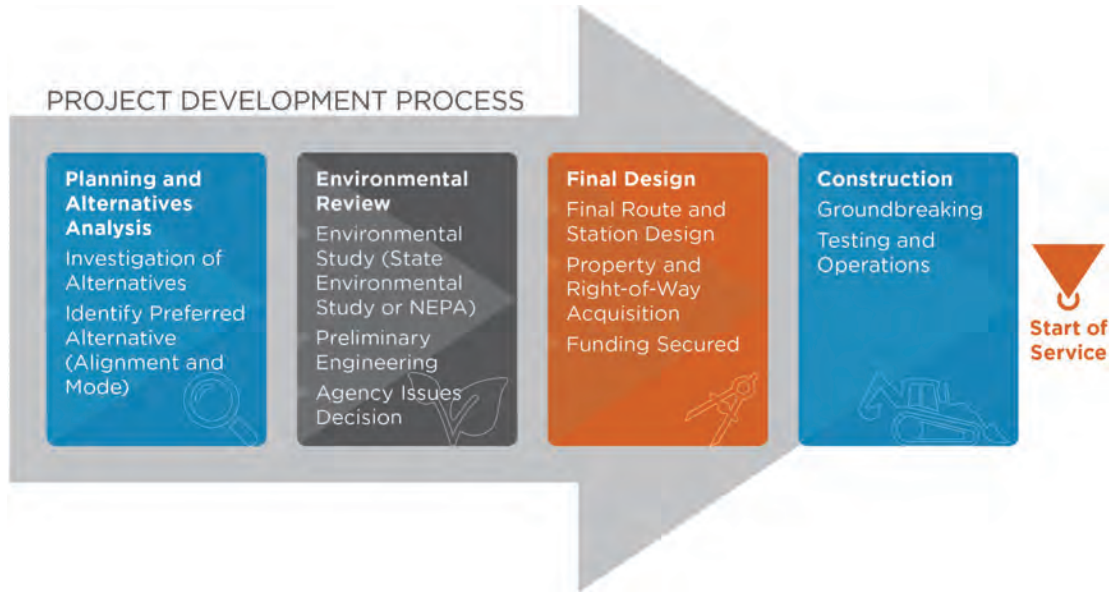 PROJECT DEVELOPMENT PROCESS
Planning and
Alternatives
Analysis
Investigation of
Alternatives
Identify Preferred
Alternative
(Alignment and
Mode)
Environmental
Review
Environmental
Study (State
Environmental
Study or NEPA)
Preliminary
Engineering
Agency Issues
Decision
Final Design
Final Route and
Station Design
Property and
Right-of-Way
Acquisition
Funding Secured
Construction
Groundbreaking
Testing and
Operations
Start of
Service